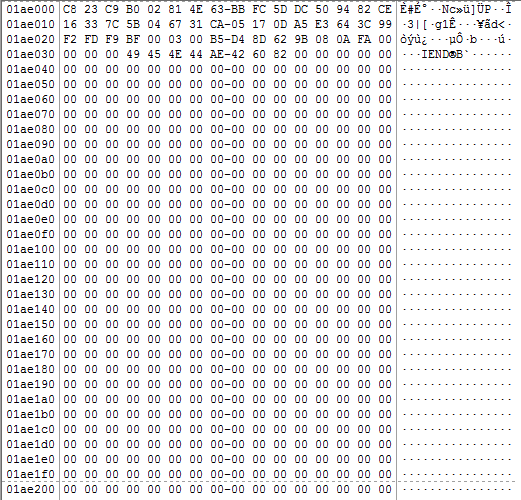 01ae000 C8 23 C9 B0 02 81 4E 63-BB FC 5D DC 50 94 82 CE È#É°··Nc»ü]ÜP··Î
01ae010 16 33 7C 5B 04 67 31 CA-05 17 0D A5 E3 64 3C 99 ·3|[·g1Ê···¥ãd<·
01ae020 F2 FD F9 BF 00 03 00 B5-D4 8D 62 9B 08 0A FA 00 òýù¿···µÔ·b···ú·
01ae030 00 00 00 49 45 4E 44 AE-42 60 82 00 00 00 00 00 ···IEND®B`······
01ae040 00 00 00 00 00 00 00 00-00 00 00 00 00 00 00 00 ················
01ae050 00 00 00 00 00 00 00 00-00 00 00 00 00 00 00 00 ················
01ae060 00 00 00 00 00 00 00 00-00 00 00 00 00 00 00 00 ················
01ae070 00 00 00 00 00 00 00 00-00 00 00 00 00 00 00 00 ················
01ae080 00 00 00 00 00 00 00 00-00 00 00 00 00 00 00 00 ················
01ae090 00 00 00 00 00 00 00 00-00 00 00 00 00 00 00 00 ················
01ae0a0 00 00 00 00 00 00 00 00-00 00 00 00 00 00 00 00 ················
01ae0b0 00 00 00 00 00 00 00 00-00 00 00 00 00 00 00 00 ················
01ae0c0 00 00 00 00 00 00 00 00-00 00 00 00 00 00 00 00 ················
01ae0d0 00 00 00 00 00 00 00 00-00 00 00 00 00 00 00 00 ················
01ae0e0 00 00 00 00 00 00 00 00-00 00 00 00 00 00 00 00 ················
01ae0f0 00 00 00 00 00 00 00 00-00 00 00 00 00 00 00 00 ················
01ae100 00 00 00 00 00 00 00 00-00 00 00 00 00 00 00 00 ················
01ae110 00 00 00 00 00 00 00 00-00 00 00 00 00 00 00 00 ················
01ae120 00 00 00 00 00 00 00 00-00 00 00 00 00 00 00 00 ················
01ae130 00 00 00 00 00 00 00 00-00 00 00 00 00 00 00 00 ················
01ae140 00 00 00 00 00 00 00 00-00 00 00 00 00 00 00 00 ················
01ae150 00 00 00 00 00 00 00 00-00 00 00 00 00 00 00 00 ················
01ae160 00 00 00 00 00 00 00 00-00 00 00 00 00 00 00 00 ················
01ae170 00 00 00 00 00 00 00 00-00 00 00 00 00 00 00 00 ················
01ae180 00 00 00 00 00 00 00 00-00 00 00 00 00 00 00 00 ················
01ae190 00 00 00 00 00 00 00 00-00 00 00 00 00 00 00 00 ················
01ae1a0 00 00 00 00 00 00 00 00-00 00 00 00 00 00 00 00 ················
01ae1b0 00 00 00 00 00 00 00 00-00 00 00 00 00 00 00 00 ················
01ae1c0 00 00 00 00 00 00 00 00-00 00 00 00 00 00 00 00 ················
01ae1d0 00 00 00 00 00 00 00 00-00 00 00 00 00 00 00 00 ················
01ae1e0 00 00 00 00 00 00 00 00-00 00 00 00 00 00 00 00 ················
01ae1f0 00 00 00 00 00 00 00 00-00 00 00 00 00 00 00 00 ················
01ae200 00 00 00 00 00 00 00 00-00 00 00 00 00 00 00 00 ················